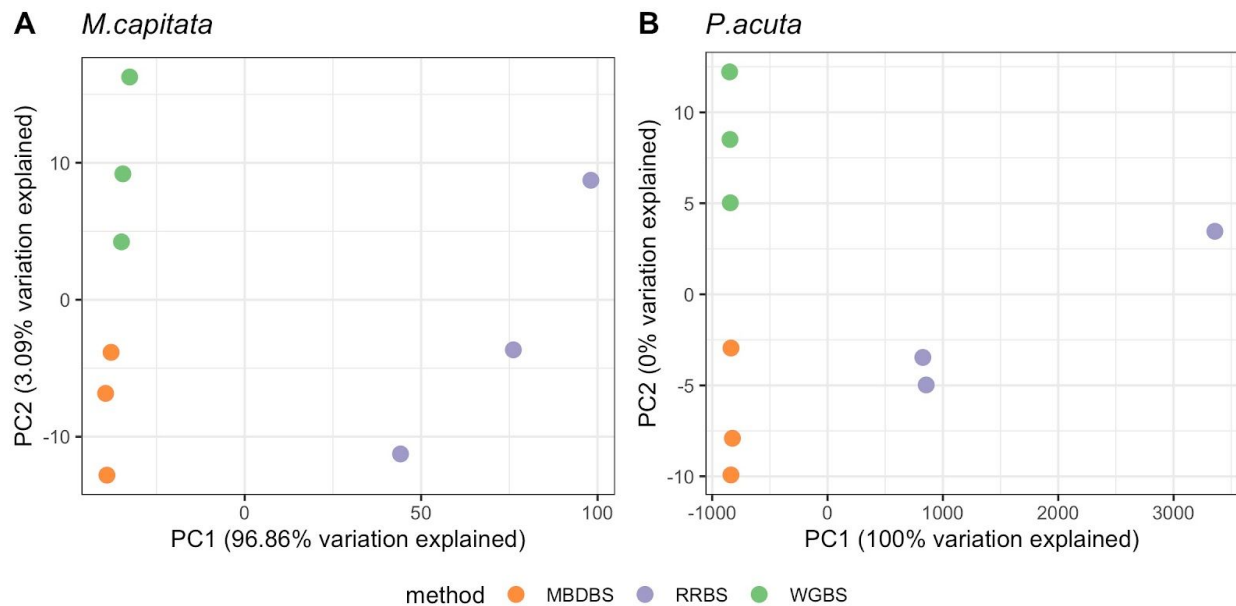 A M.capitata
B P.acuta
PC2 (3.09% variation explained)
10
0
-10
0 50 100
PC1 (96.86% variation explained)
PC2 (0% variation explained)
10
5
0
-5
-10
-1000 0 1000 2000 3000
PC1 (100% variation explained)
method MBDBS RRBS WGBS